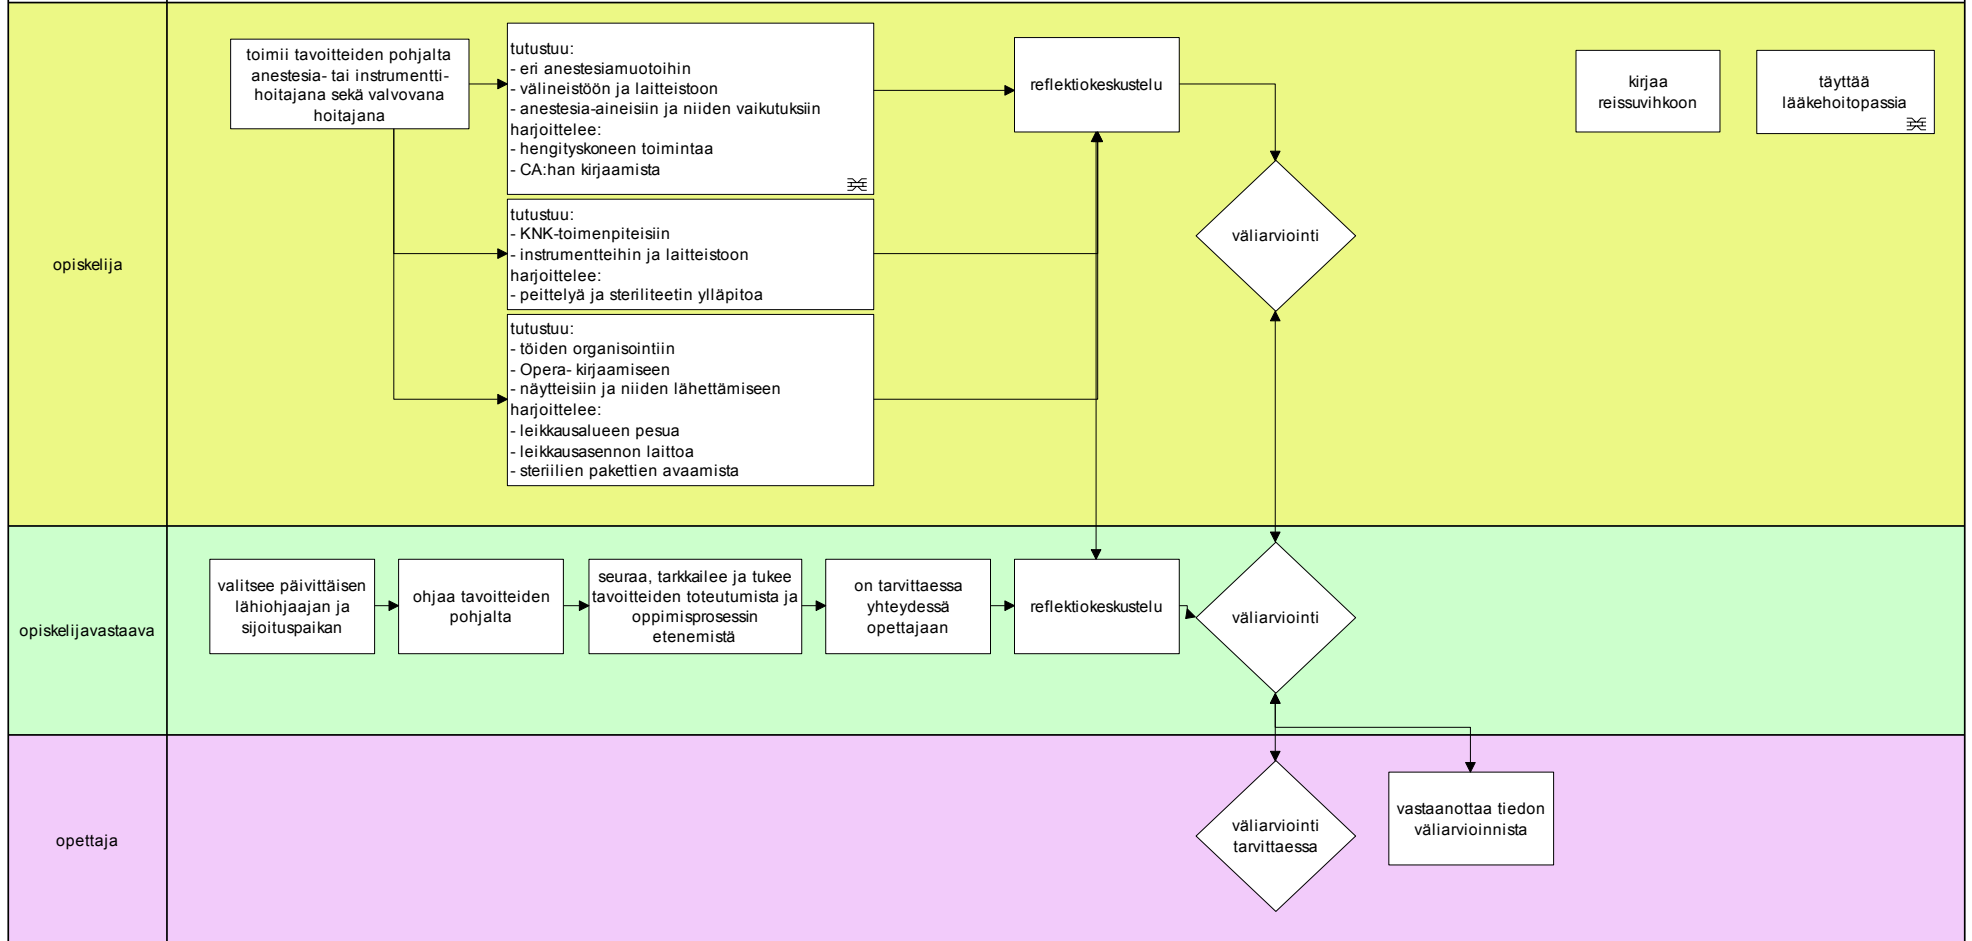 opiskelija
toimii tavoitteiden pohjalta
anestesia- tai instrumentti-
hoitajana sekä valvovana
hoitajana
tutustuu:
- eri anestesiamuotoihin
- välineistöön ja laitteistoon
- anestesia-aineisiin ja niiden vaikutuksiin
harjoittelee:
- hengityskoneen toimintaa
- CA:han kirjaamista
tutustuu:
- KNK-toimenpiteisiin
- instrumentteihin ja laitteistoon
harjoittelee:
- peittelyä ja steriliteetin ylläpitoa
tutustuu:
- töiden organisointiin
- Opera- kirjaamiseen
- näytteisiin ja niiden lähettämiseen
harjoittelee:
- leikkausalueen pesua
- leikkausasennon laittoa
- steriilien pakettien avaamista
reflektiokeskustelu
väliarviointi
kirjaa
reissuvihkoon
täyttää
lääkehoitopassia
opiskelijavastaava
valitsee päivittäisen
lähiohjaajan ja
sijoituspaikan
ohjaa tavoitteiden
pohjalta
seuraa, tarkkailee ja tukee
tavoitteiden toteutumista ja
oppimisprosessin
etenemistä
on tarvittaessa
yhteydessä
opettajaan
reflektiokeskustelu
väliarviointi
opettaja
väliarviointi
tarvittaessa
vastaanottaa tiedon
väliarvioinnista